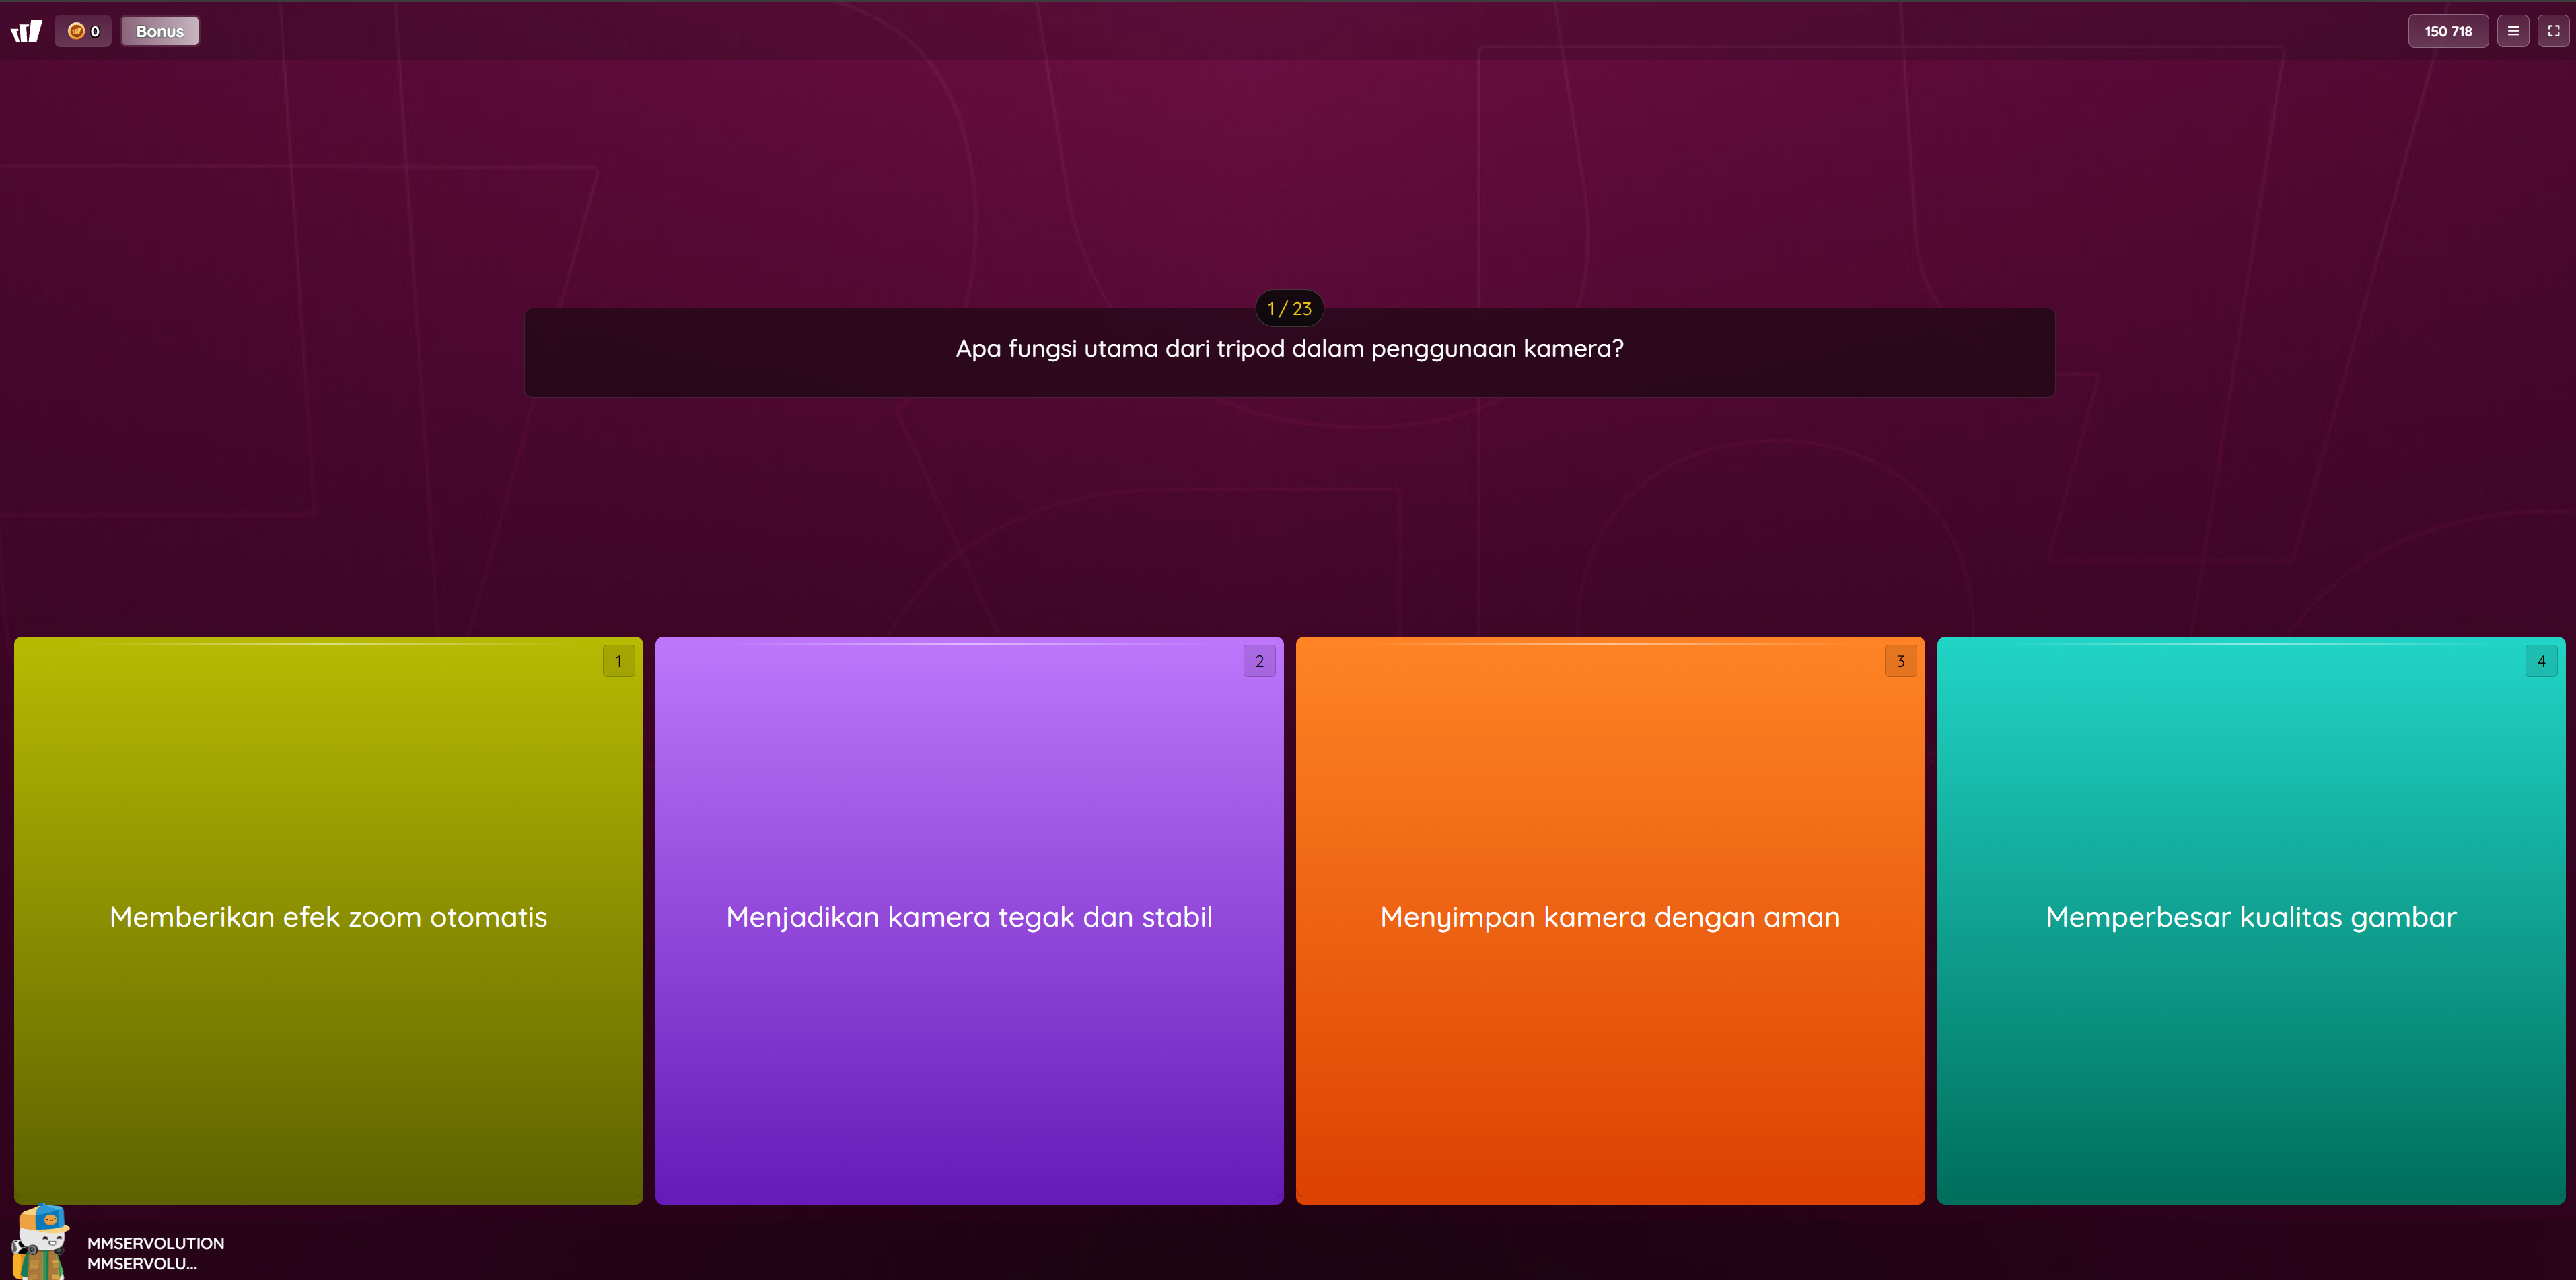 0
Bonus
150 718
1 / 23
Apa fungsi utama dari tripod dalam penggunaan kamera?
1
Memberikan efek zoom otomatis
2
Menjadikan kamera tegak dan stabil
3
Menyimpan kamera dengan aman
4
Memperbesar kualitas gambar
MMSERVOLUTION
MMSERVOLU...